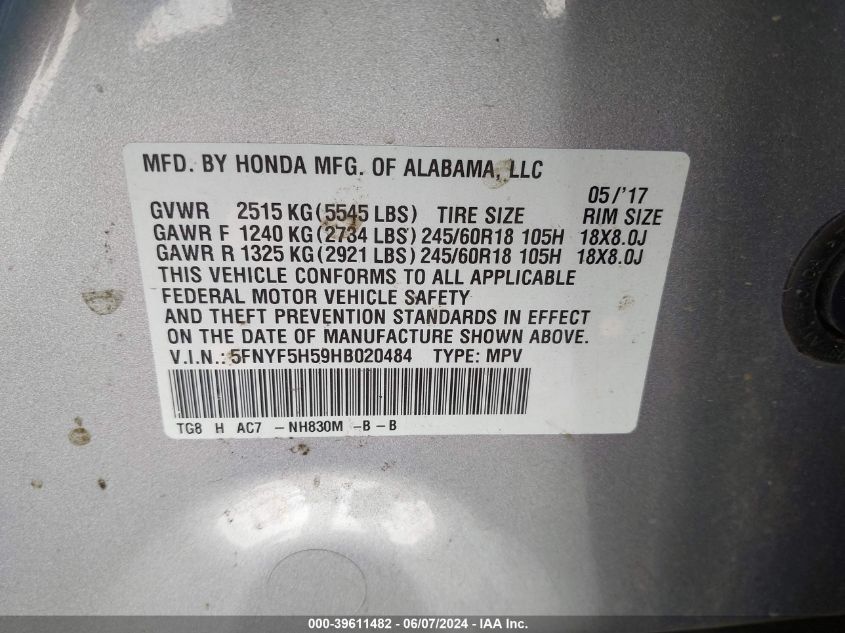 MFD. BY HONDA MFG. OF ALABAMA, LLC
05/'17
GVWR 2515 KG(5545 LBS) TIRE SIZE RIM SIZE
GAWR F 1240 KG(2734 LBS)245/60R18 105H 18X8.0J
GAWR R 1325 KG(2921 LBS)245/60R18 105H 18X8.0J
THIS VEHICLE CONFORMS TO ALL APPLICABLE
FEDERAL MOTOR VEHICLE SAFETY
AND THEFT PREVENTION STANDARDS IN EFFECT
ON THE DATE OF MANUFACTURE SHOWN ABOVE.
V.I.N.: 5FNYF5H59HB020484 TYPE: MPV
TG8 H AC7 -NH830M -B-B
000-39611482 - 06/07/2024 - IAA Inc.